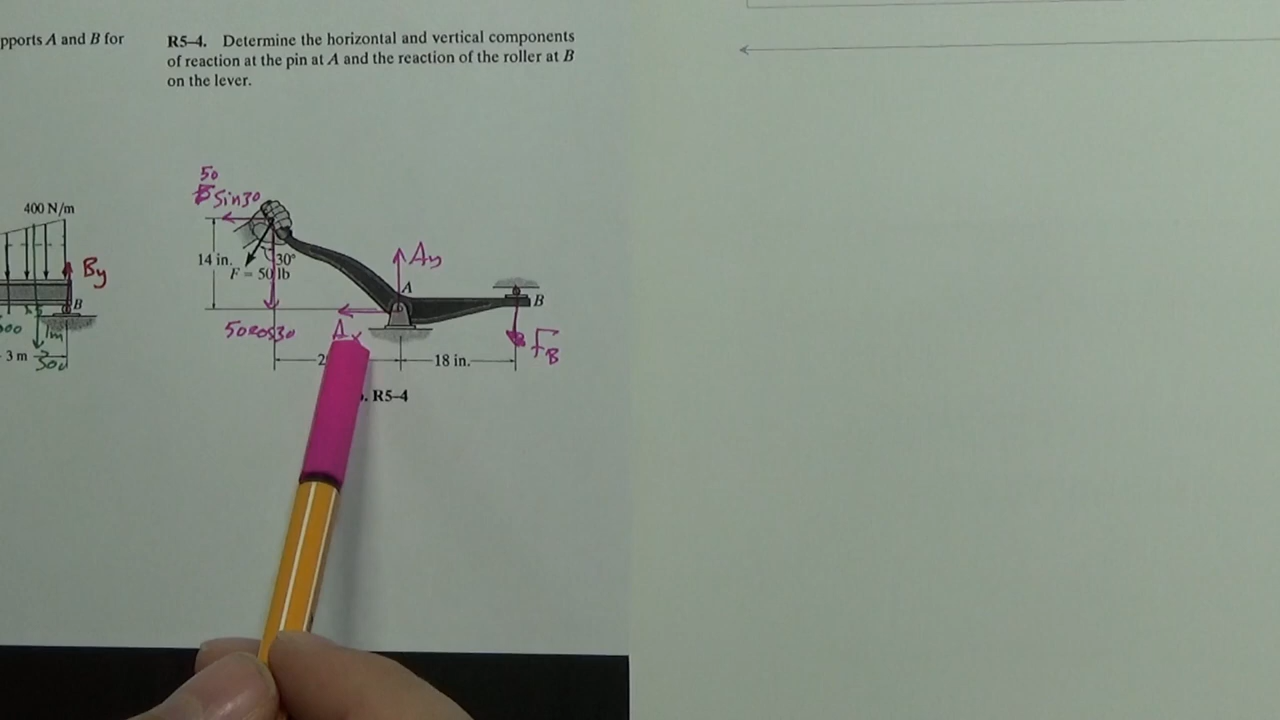 pports A and B for
R5–4. Determine the horizontal and vertical components
of reaction at the pin at A and the reaction of the roller at B
on the lever.
50
Sin30
400 N/m
By
B
1m
300
3 m
14 in.
30°
F = 50 lb
50cos30
Ay
A
Ax
B
FB
2
18 in.
. R5–4